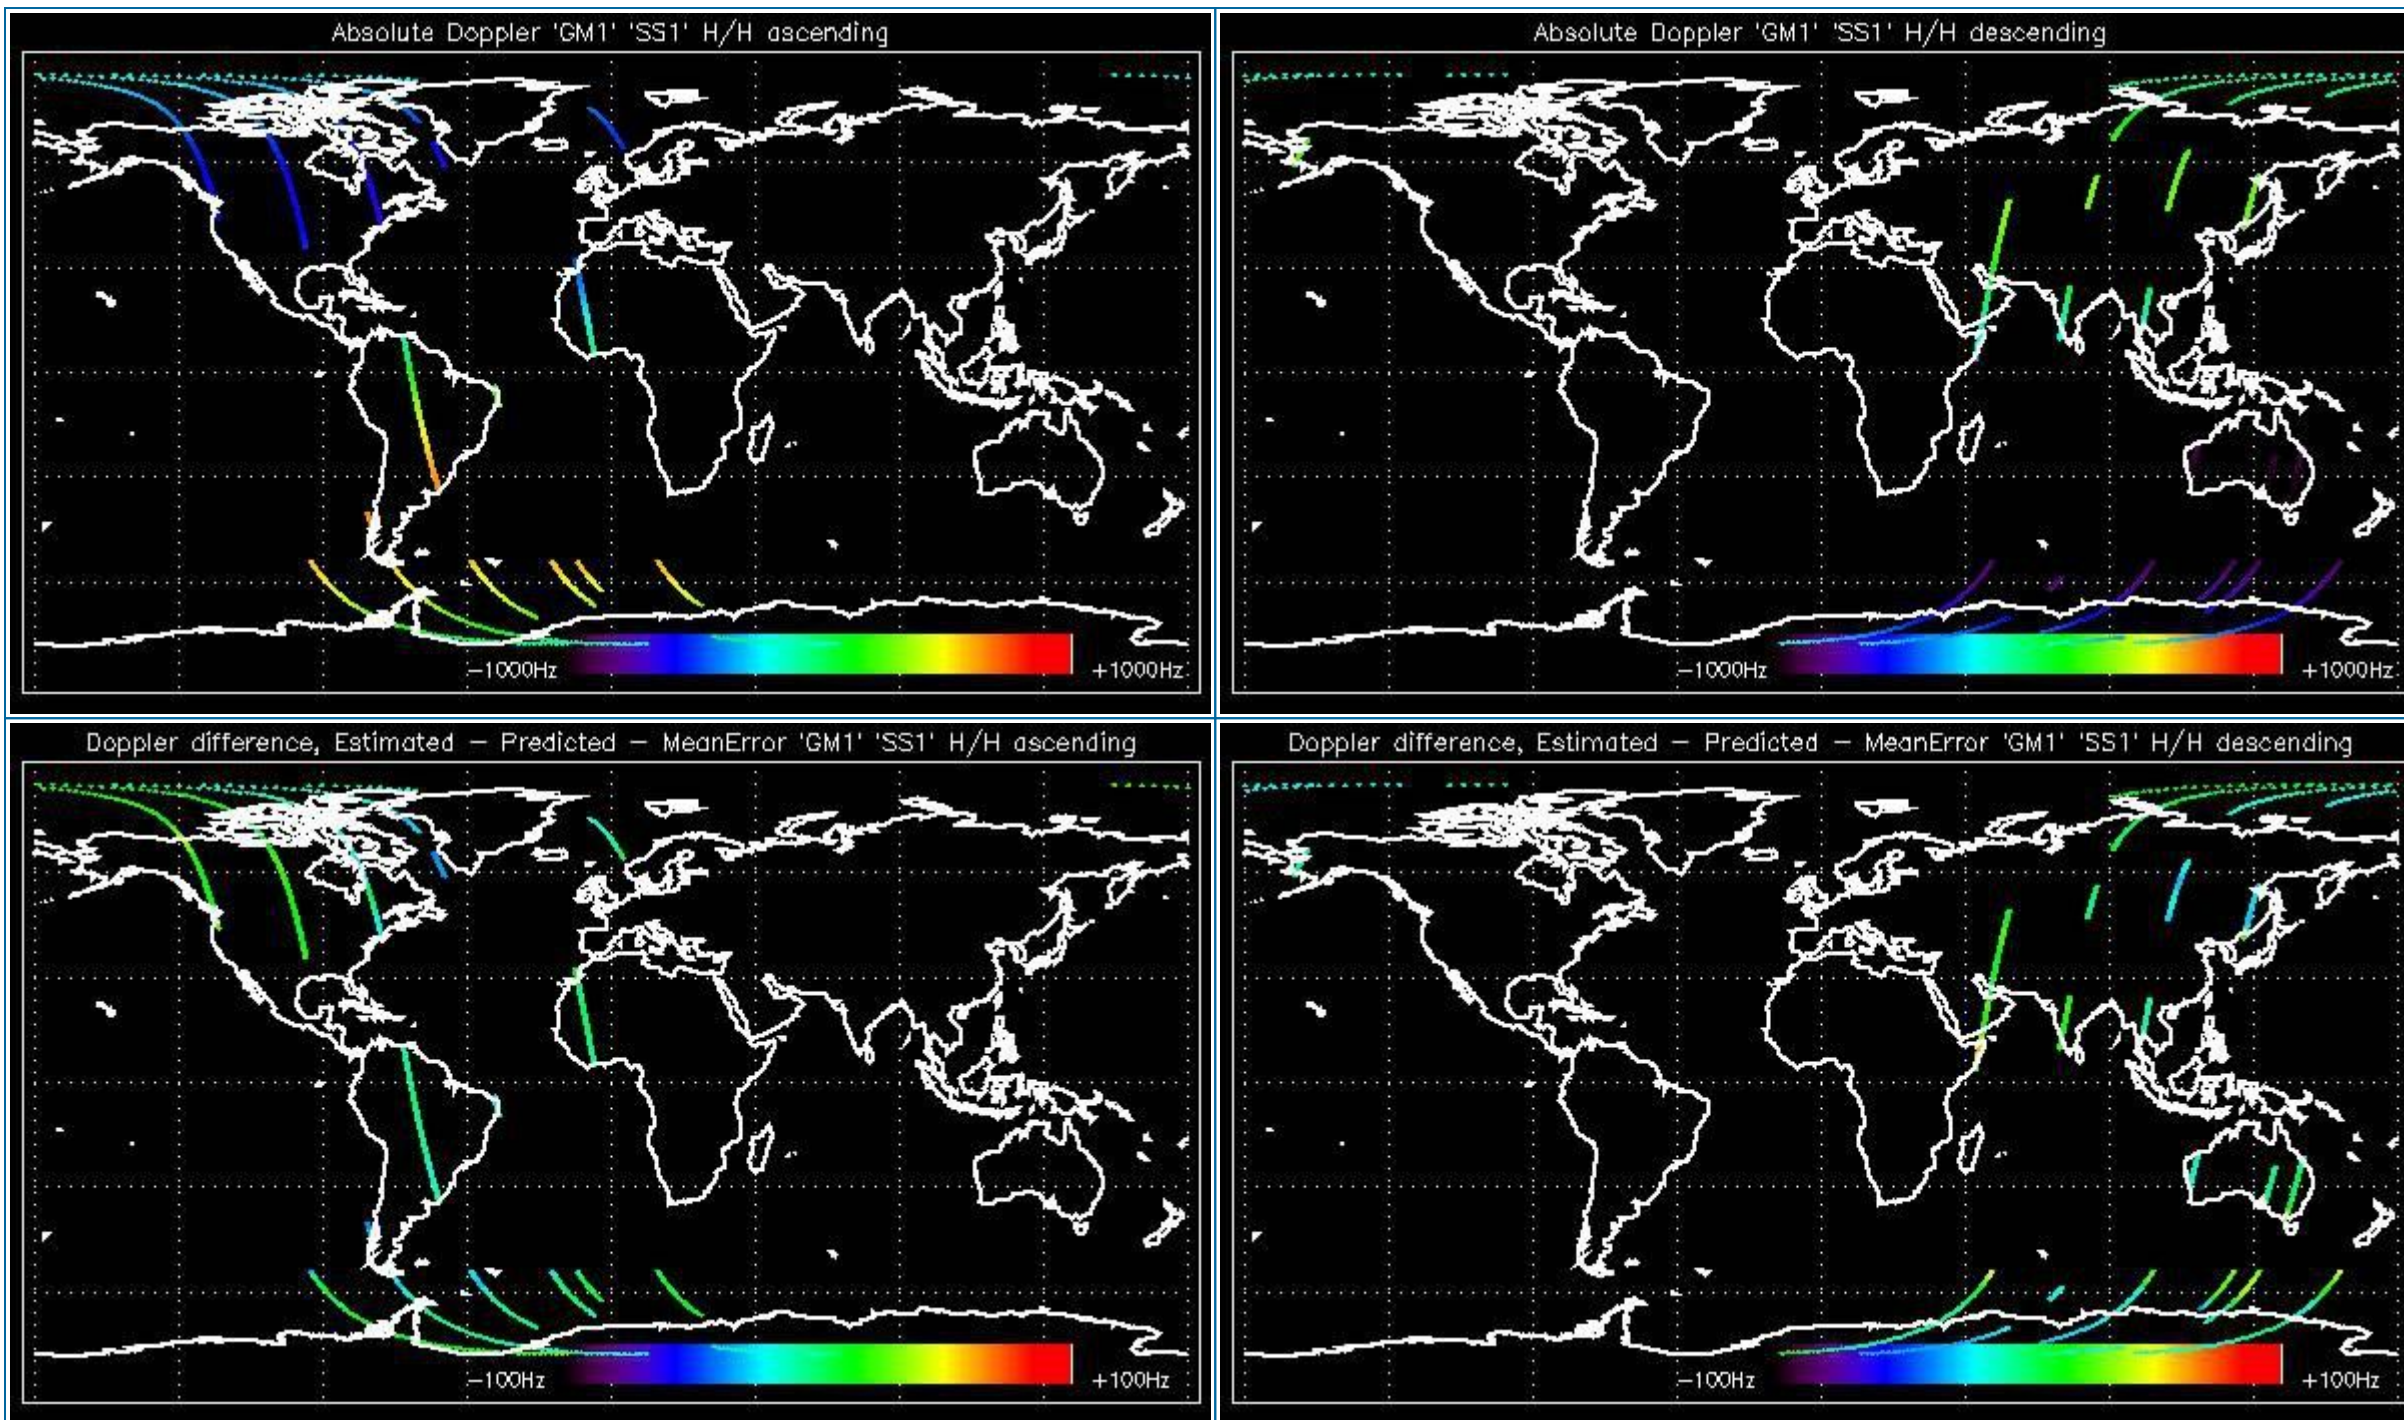 Absolute Doppler 'GM1' 'SS1' H/H ascending
-1000Hz
+1000Hz
Absolute Doppler 'GM1' 'SS1' H/H descending
-1000Hz
+1000Hz
Doppler difference, Estimated - Predicted - MeanError 'GM1' 'SS1' H/H ascending
-100Hz
+100Hz
Doppler difference, Estimated - Predicted - MeanError 'GM1' 'SS1' H/H descending
-100Hz
+100Hz